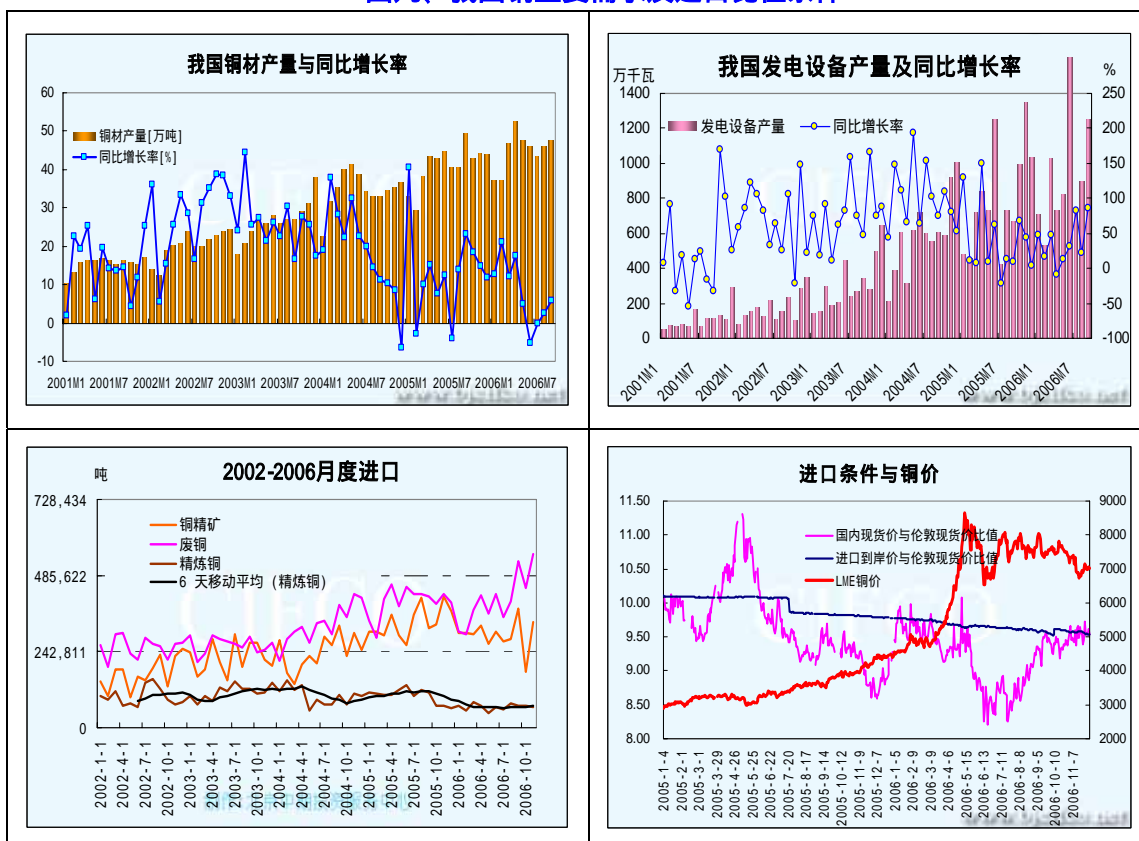 我国铜材产量与同比增长率
60
50
40
30
20
10
0
-10
铜材产量[万吨]
同比增长率[%]
2001M1 2001M7 2002M1 2002M7 2003M1 2003M7 2004M1 2004M7 2005M1 2005M7 2006M1 2006M7
我国发电设备产量及同比增长率
万千瓦
%
1400
1200
1000
800
600
400
200
0
250
200
150
100
50
0
-50
-100
发电设备产量 同比增长率
2001M1 2001M7 2002M1 2002M7 2003M1 2003M7 2004M1 2004M7 2005M1 2005M7 2006M1 2006M7
2002-2006月度进口
吨
728,434
485,622
242,811
0
铜精矿
废铜
精炼铜
6 天移动平均 (精炼铜)
2002-1-1 2002-4-1 2002-7-1 2002-10-1 2003-1-1 2003-4-1 2003-7-1 2003-10-1 2004-1-1 2004-4-1 2004-7-1 2004-10-1 2005-1-1 2005-4-1 2005-7-1 2005-10-1 2006-1-1 2006-4-1 2006-7-1 2006-10-1
进口条件与铜价
11.50
11.00
10.50
10.00
9.50
9.00
8.50
8.00
9000
8000
7000
6000
5000
4000
3000
2000
国内现货价与伦敦现货价比值
进口到岸价与伦敦现货价比值
LME铜价
2005-1-4 2005-2-1 2005-3-1 2005-3-29 2005-4-26 2005-5-25 2005-6-22 2005-7-20 2005-8-17 2005-9-14 2005-10-12 2005-11-9 2005-12-7 2006-1-5 2006-2-9 2006-3-9 2006-4-6 2006-5-15 2006-6-13 2006-7-11 2006-8-8 2006-9-5 2006-10-10 2006-11-7